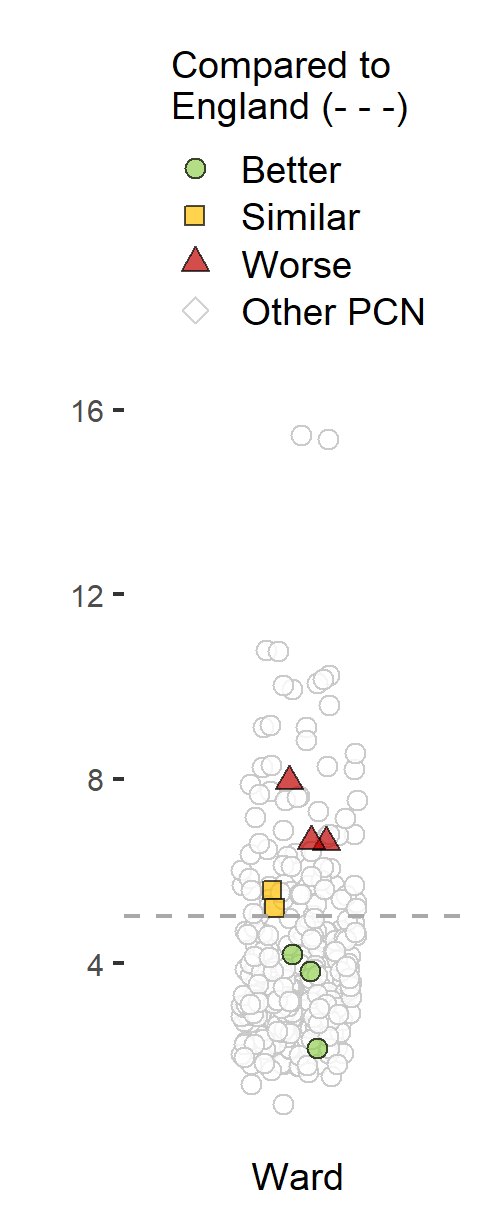 Compared to
England (- - -)
Better
Similar
Worse
Other PCN
16
12
8
4
Ward